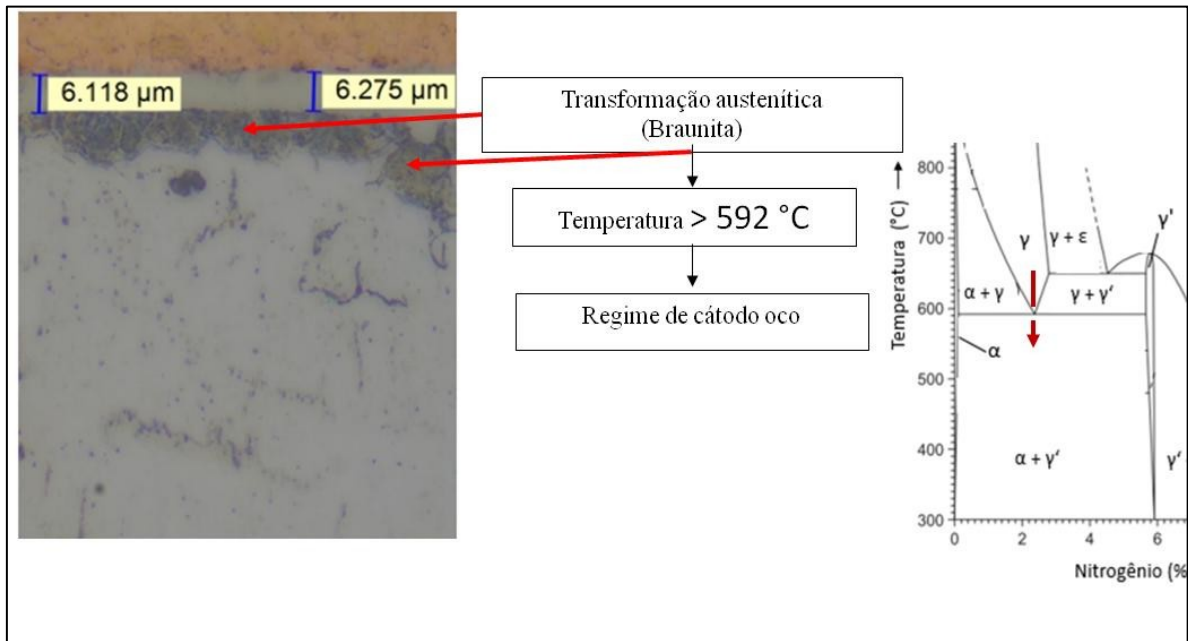 6.118 µm
6.275 µm
Transformação austenítica
(Braunita)
Temperatura > 592 °C
Regime de cátodo oco
Temperatura (°C)
800
700
600
500
400
300
0
2
4
6
Nitrogênio (%
γ
γ + ε
γ'
α + γ
γ + γ'
α
α + γ'
γ'